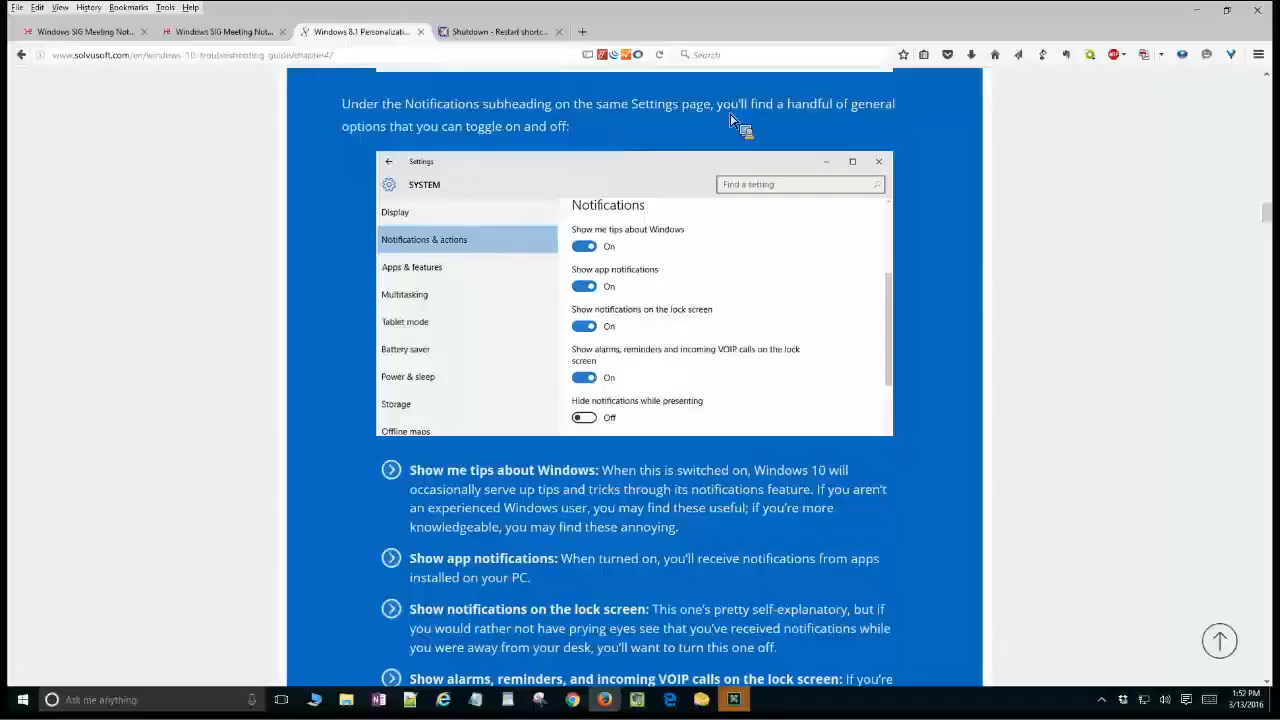 File Edit View History Bookmarks Tools Help
Windows SIG Meeting Not... × Windows SIG Meeting Not... × Windows 8.1 Personalizati... × Shutdown - Restart shortc... × +
www.solvusoft.com/en/windows-10-troubleshooting-guide/chapter4/ Search
Under the Notifications subheading on the same Settings page, you'll find a handful of general
options that you can toggle on and off:
Settings
SYSTEM
Find a setting
Display
Notifications & actions
Apps & features
Multitasking
Tablet mode
Battery saver
Power & sleep
Storage
Offline maps
Notifications
Show me tips about Windows
On
Show app notifications
On
Show notifications on the lock screen
On
Show alarms, reminders and incoming VOIP calls on the lock
screen
On
Hide notifications while presenting
Off
Show me tips about Windows: When this is switched on, Windows 10 will
occasionally serve up tips and tricks through its notifications feature. If you aren't
an experienced Windows user, you may find these useful; if you're more
knowledgeable, you may find these annoying.
Show app notifications: When turned on, you'll receive notifications from apps
installed on your PC.
Show notifications on the lock screen: This one's pretty self-explanatory, but if
you would rather not have prying eyes see that you've received notifications while
you were away from your desk, you'll want to turn this one off.
Show alarms, reminders, and incoming VOIP calls on the lock screen: If you're
Ask me anything
1:52 PM
3/13/2016